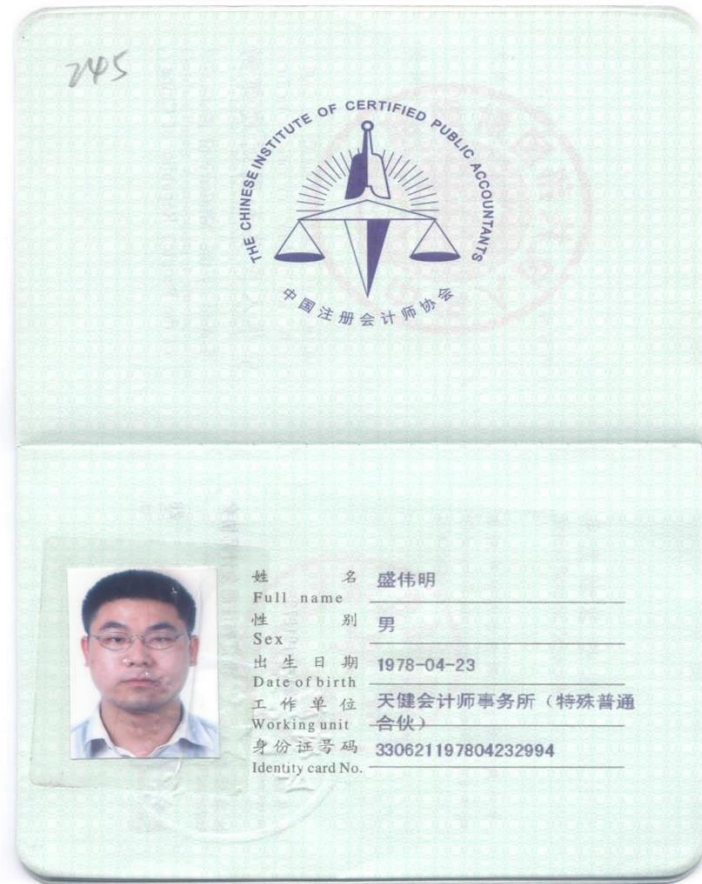 245
THE CHINESE INSTITUTE OF CERTIFIED PUBLIC ACCOUNTANTS
中国注册会计师协会
姓名 盛伟明
Full name
性别 男
Sex
出生日期 1978-04-23
Date of birth
工作单位 天健会计师事务所（特殊普通
Working unit 合伙）
身份证号码 330621197804232994
Identity card No.